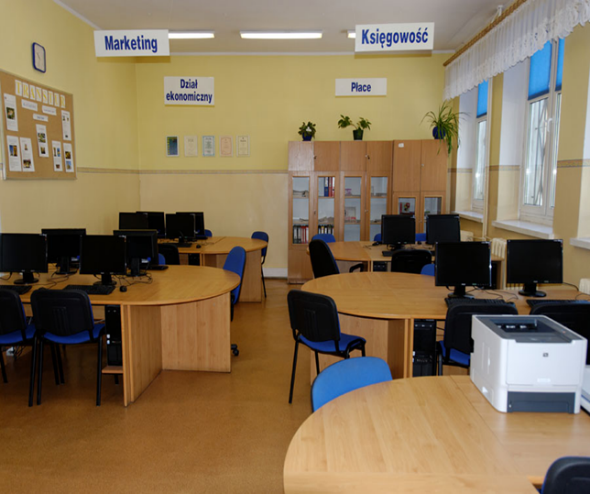 Marketing
Księgowość
Dział
ekonomiczny
Płace